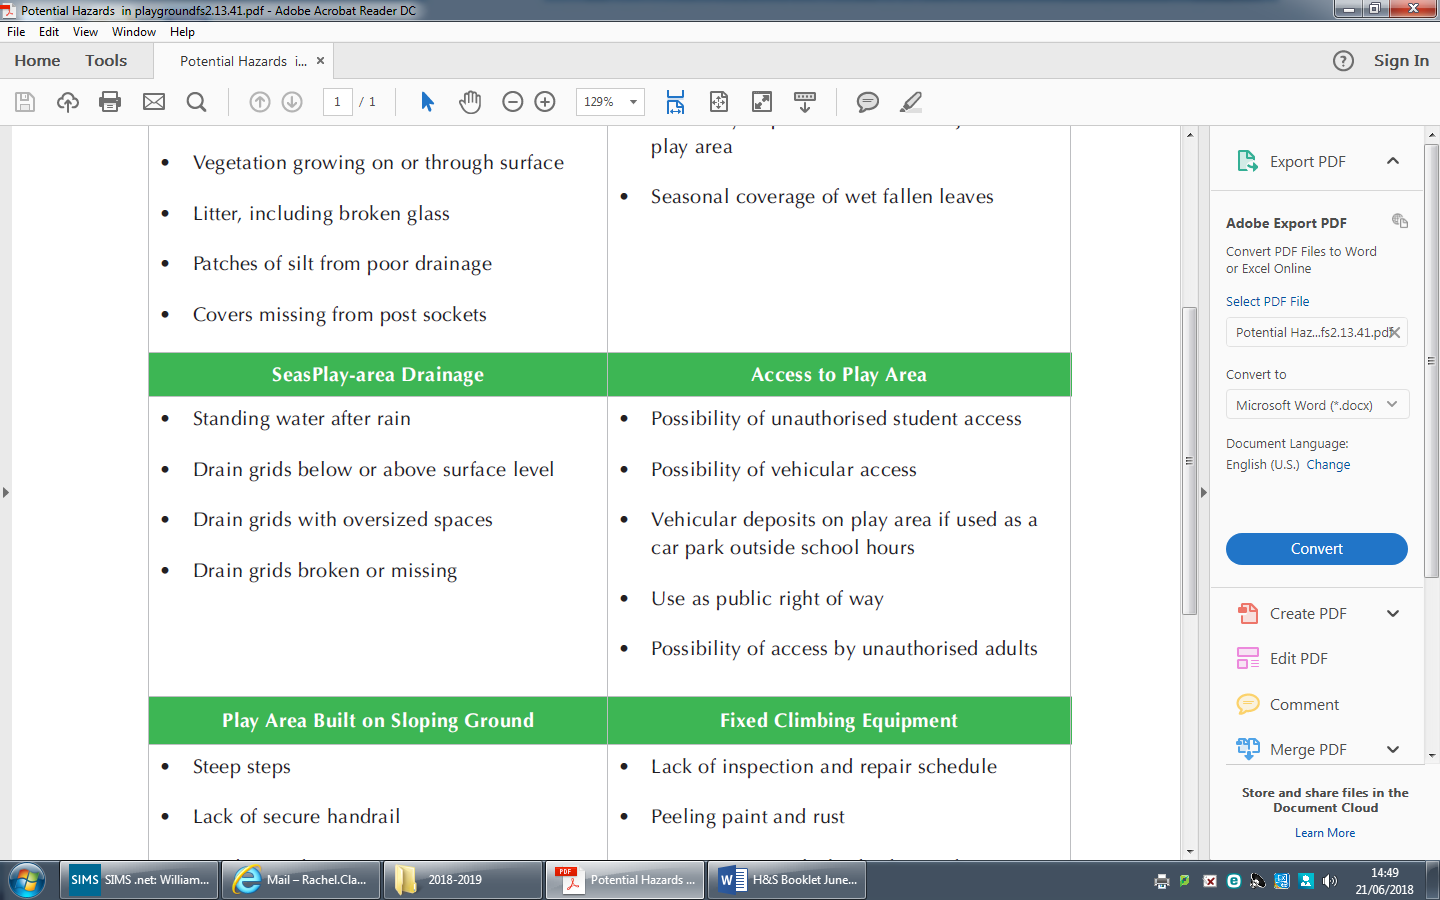 Potential Hazards  in playgroundfs2.13.41.pdf - Adobe Acrobat Reader DC
File Edit View Window Help
Home Tools Potential Hazards  i... × Sign In
1 / 1 129%
play area
• Vegetation growing on or through surface
• Litter, including broken glass
• Patches of silt from poor drainage
• Covers missing from post sockets
• Seasonal coverage of wet fallen leaves
SeasPlay-area Drainage
• Standing water after rain
• Drain grids below or above surface level
• Drain grids with oversized spaces
• Drain grids broken or missing
Access to Play Area
• Possibility of unauthorised student access
• Possibility of vehicular access
• Vehicular deposits on play area if used as a
car park outside school hours
• Use as public right of way
• Possibility of access by unauthorised adults
Play Area Built on Sloping Ground
• Steep steps
• Lack of secure handrail
Fixed Climbing Equipment
• Lack of inspection and repair schedule
• Peeling paint and rust
Export PDF
Adobe Export PDF
Convert PDF Files to Word
or Excel Online
Select PDF File
Potential Haz...fs2.13.41.pdf
Convert to
Microsoft Word (*.docx)
Document Language:
English (U.S.) Change
Convert
Create PDF
Edit PDF
Comment
Merge PDF
Store and share files in the
Document Cloud
Learn More
SIMS SIMS .net: William... Mail – Rachel.Cla... 2018-2019 Potential Hazards ... H&S Booklet June...
14:49
21/06/2018